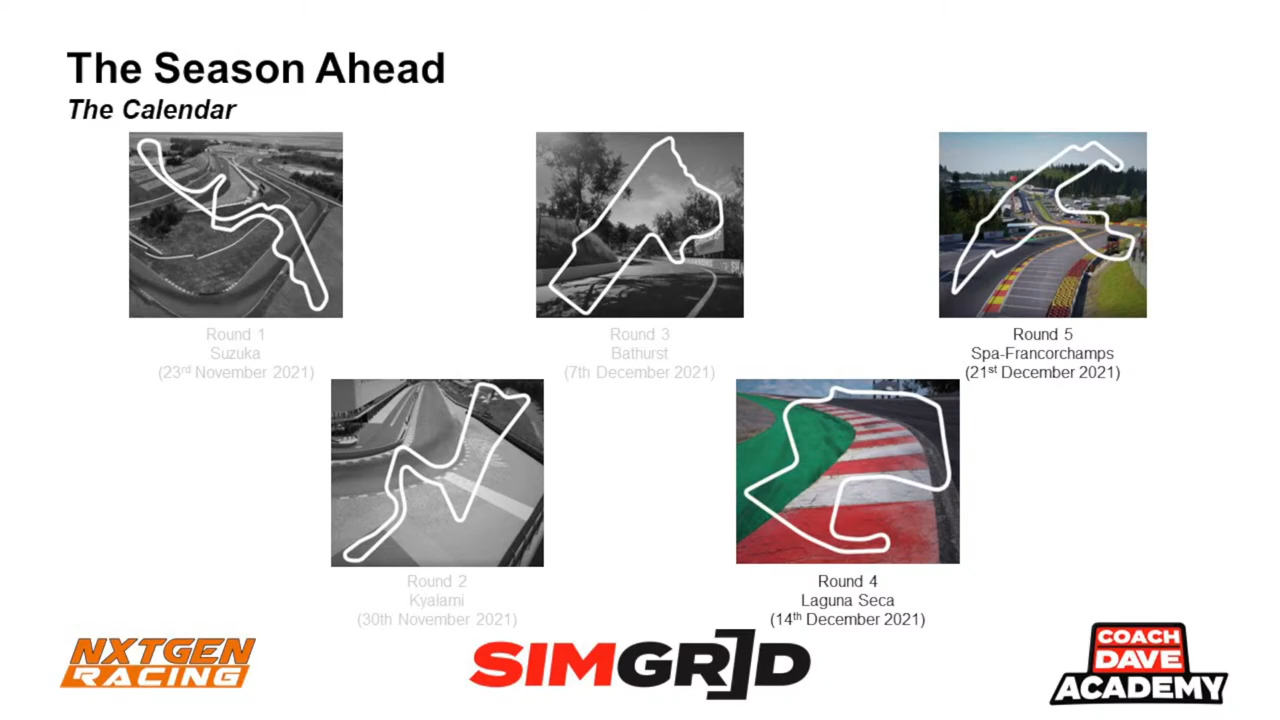 The Season Ahead
The Calendar
Round 1
Suzuka
(23rd November 2021)
Round 3
Bathurst
(7th December 2021)
Round 5
Spa-Francorchamps
(21st December 2021)
Round 2
Kyalami
(30th November 2021)
Round 4
Laguna Seca
(14th December 2021)
NXTGEN
RACING
SIMGRID
COACH
DAVE
ACADEMY